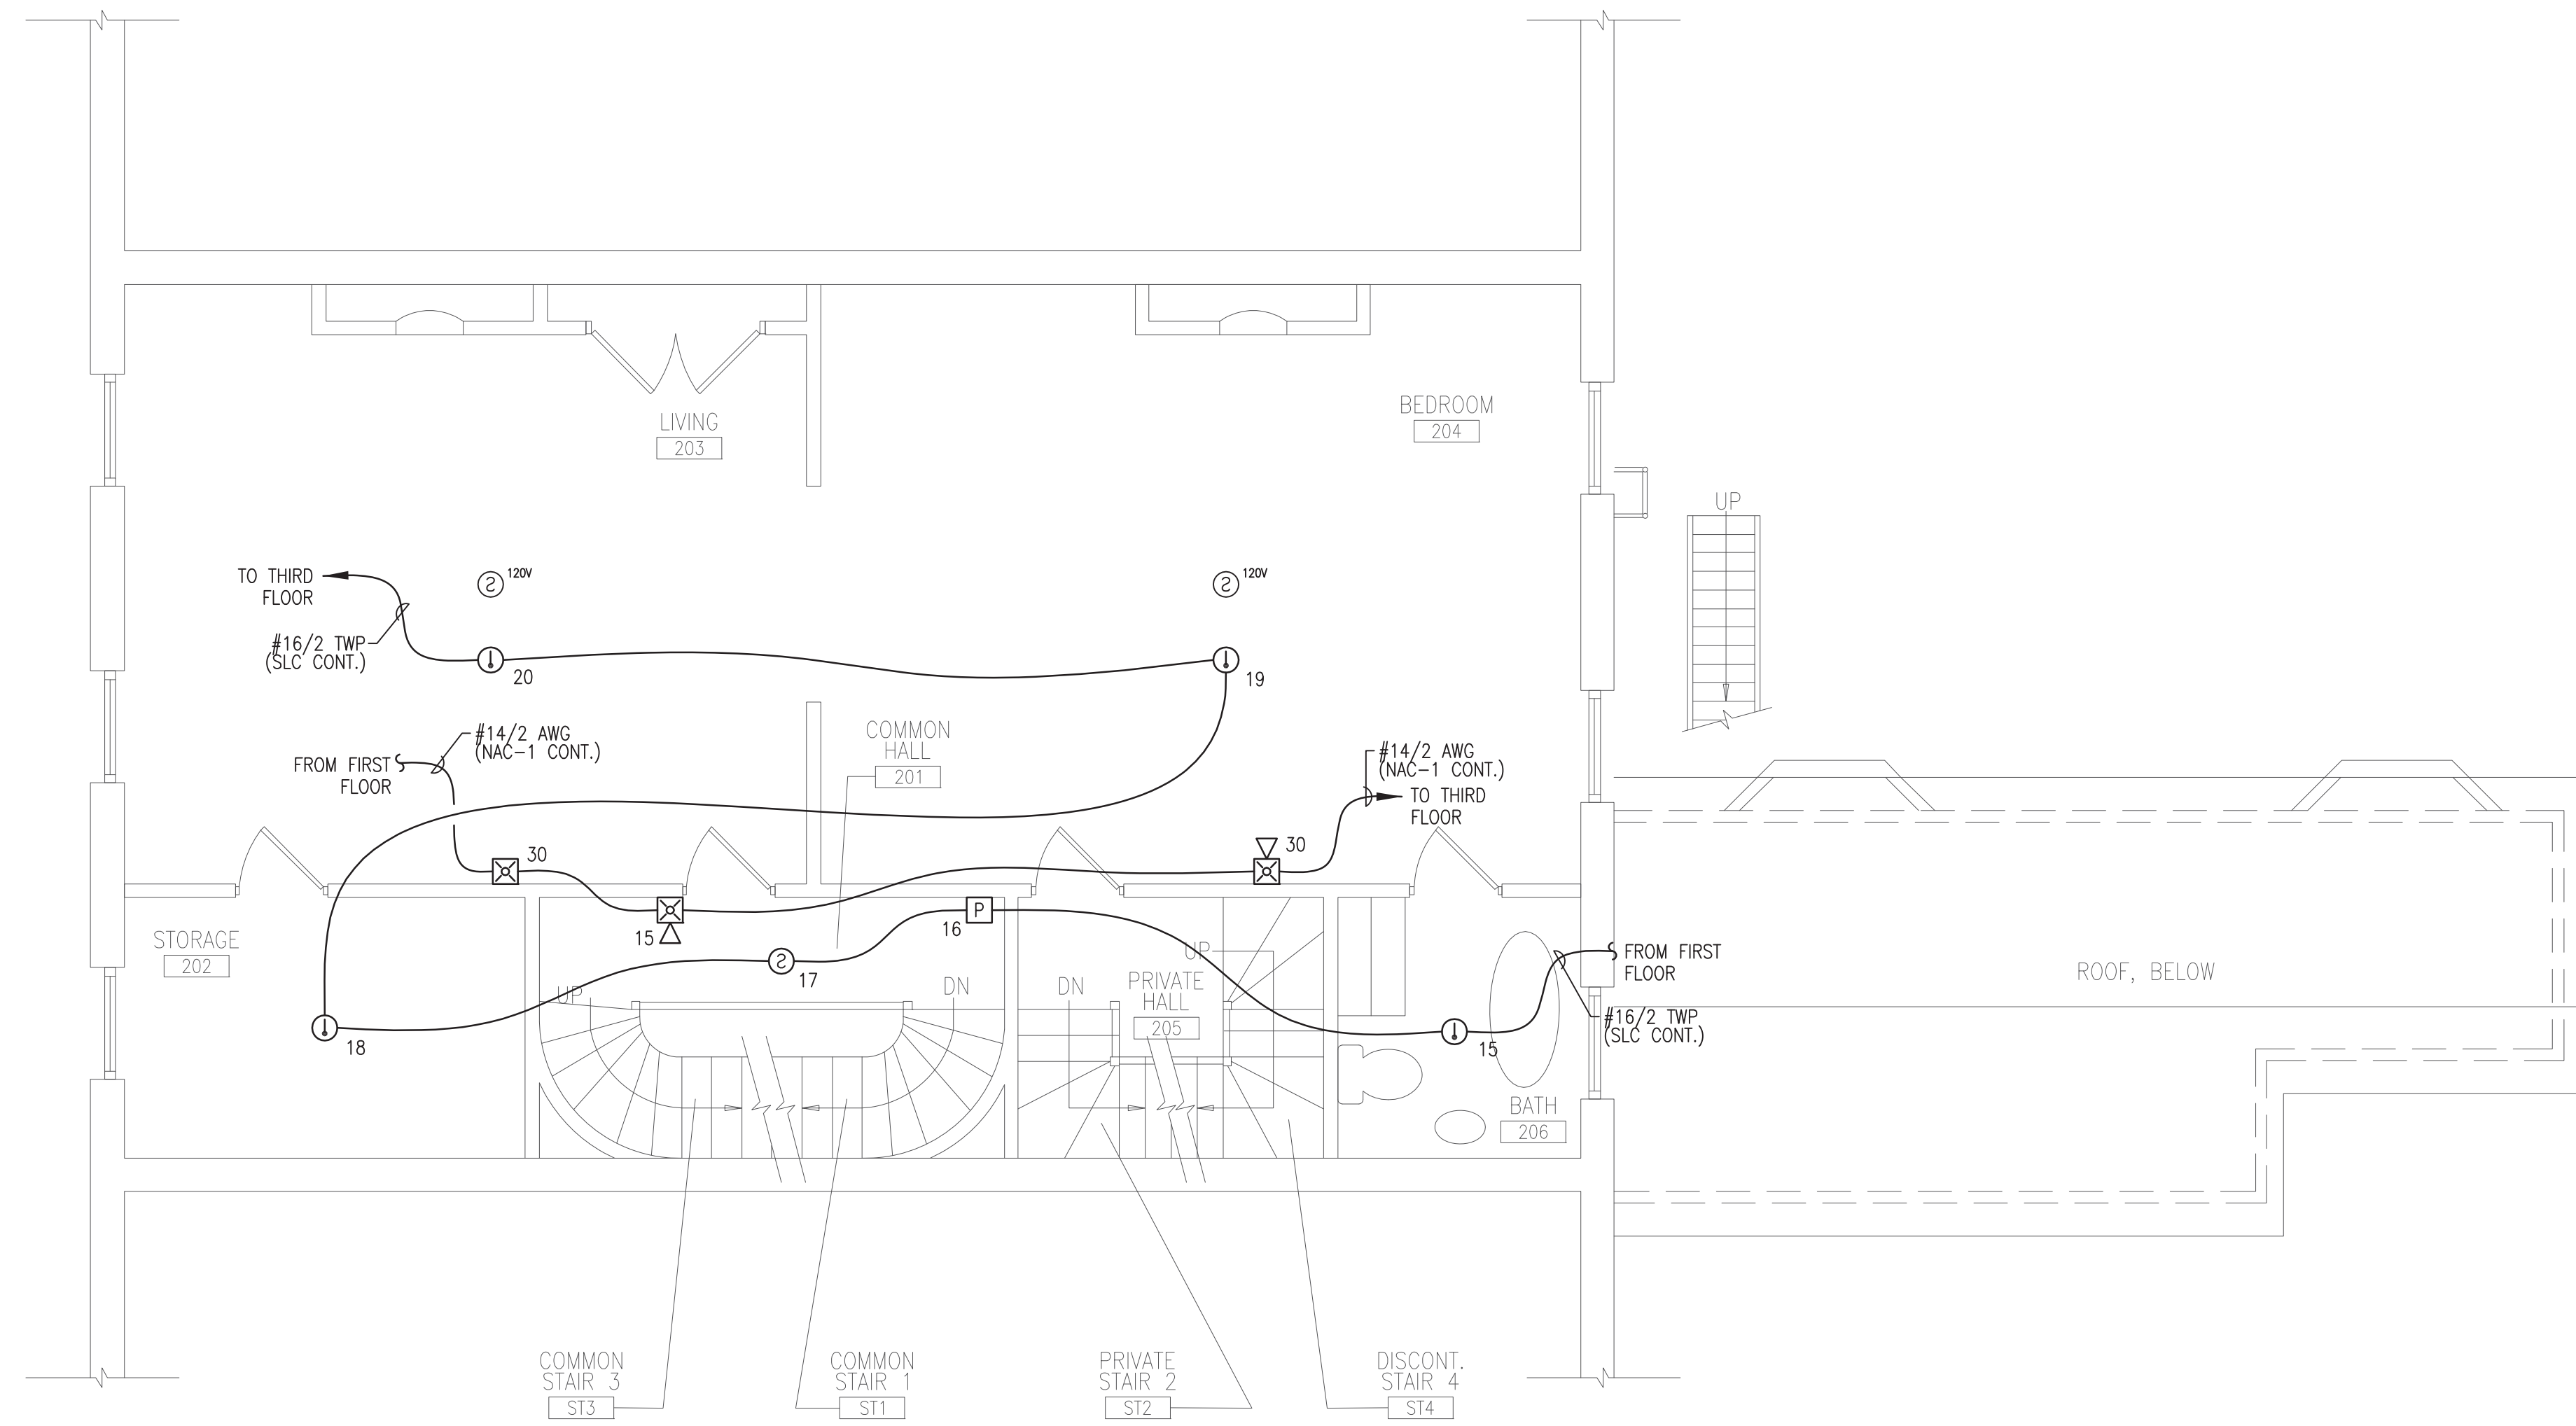 LIVING
203
BEDROOM
204
UP
TO THIRD
FLOOR
120V
120V
#16/2 TWP
(SLC CONT.)
20
19
#14/2 AWG
(NAC-1 CONT.)
FROM FIRST
FLOOR
COMMON
HALL
201
#14/2 AWG
(NAC-1 CONT.)
TO THIRD
FLOOR
30
30
STORAGE
202
15
P
16
17
18
UP
DN
DN
UP
PRIVATE
HALL
205
15
FROM FIRST
FLOOR
#16/2 TWP
(SLC CONT.)
ROOF, BELOW
BATH
206
COMMON
STAIR 3
ST3
COMMON
STAIR 1
ST1
PRIVATE
STAIR 2
ST2
DISCONT.
STAIR 4
ST4